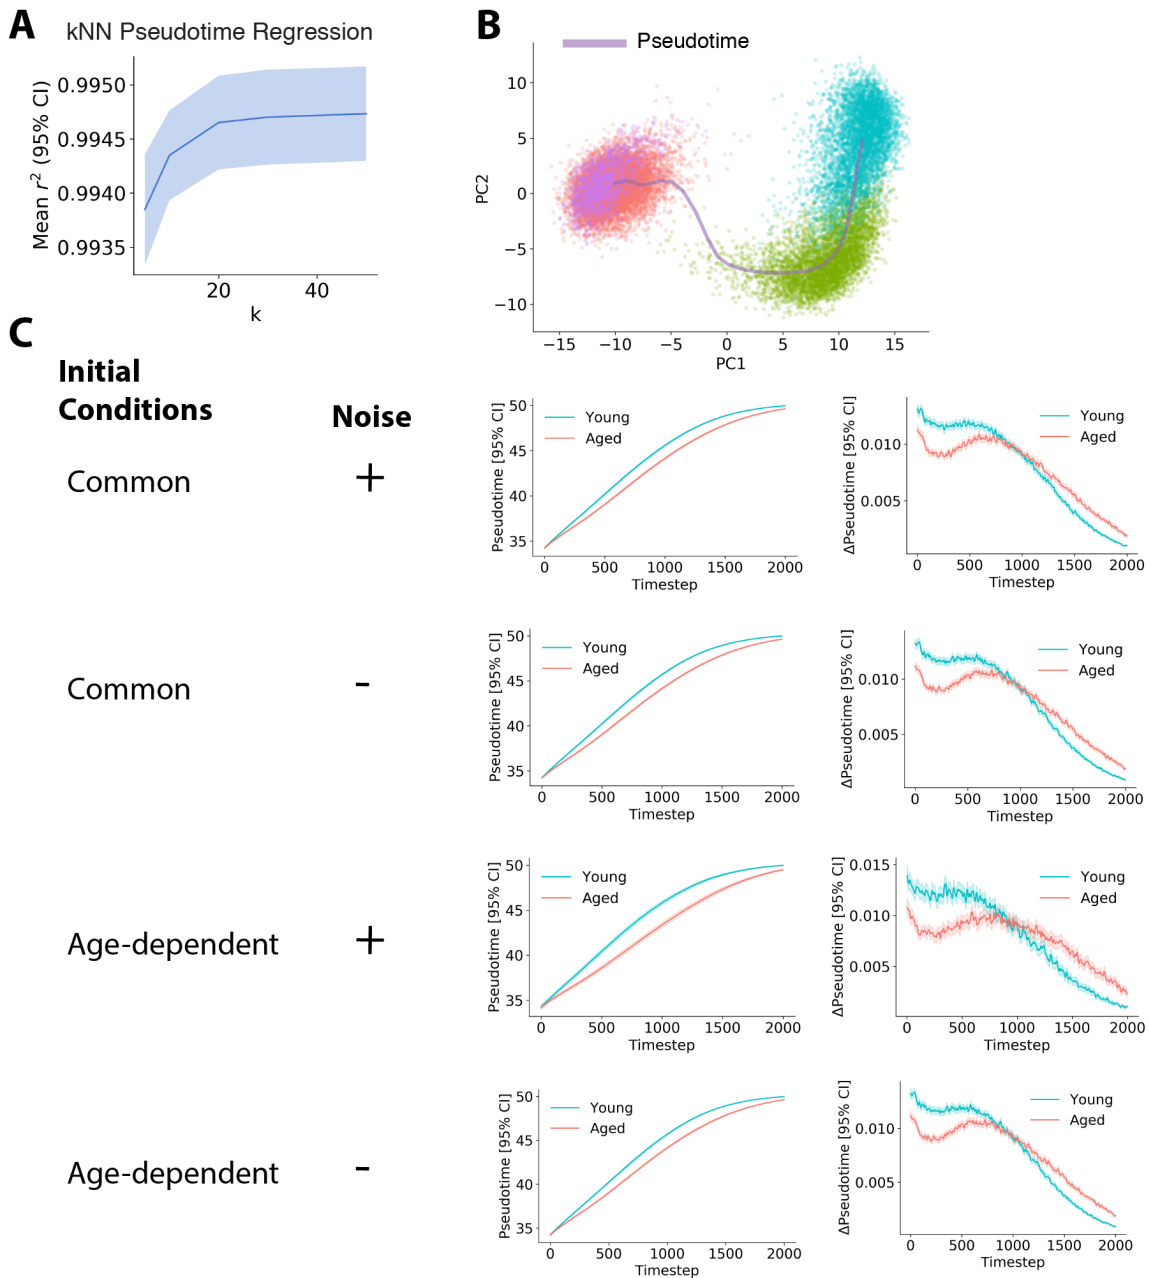 A
kNN Pseudotime Regression
Mean r² (95% CI)
0.9950
0.9945
0.9940
0.9935
20 40
k
B
Pseudotime
PC2
10
5
0
−5
−10
−15 −10 −5 0 5 10 15
PC1
C
Initial
Conditions
Noise
Common
+
Pseudotime [95% CI]
50
45
40
35
Young
Aged
0 500 1000 1500 2000
Timestep
ΔPseudotime [95% CI]
0.010
0.005
Young
Aged
0 500 1000 1500 2000
Timestep
Common
-
Pseudotime [95% CI]
50
45
40
35
Young
Aged
0 500 1000 1500 2000
Timestep
ΔPseudotime [95% CI]
0.010
0.005
Young
Aged
0 500 1000 1500 2000
Timestep
Age-dependent
+
Pseudotime [95% CI]
50
45
40
35
Young
Aged
0 500 1000 1500 2000
Timestep
ΔPseudotime [95% CI]
0.015
0.010
0.005
Young
Aged
0 500 1000 1500 2000
Timestep
Age-dependent
-
Pseudotime [95% CI]
50
45
40
35
Young
Aged
0 500 1000 1500 2000
Timestep
ΔPseudotime [95% CI]
0.010
0.005
Young
Aged
0 500 1000 1500 2000
Timestep